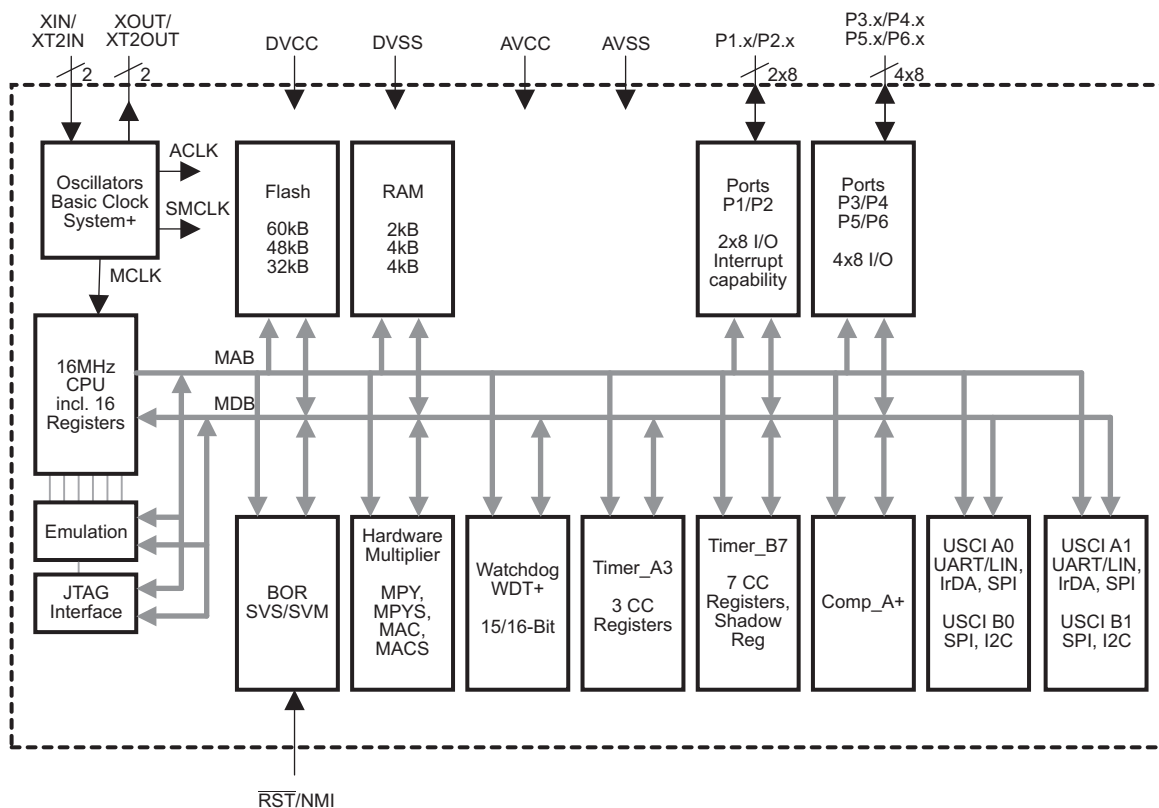 XIN/
XT2IN
XOUT/
XT2OUT
DVCC
DVSS
AVCC
AVSS
P1.x/P2.x
P3.x/P4.x
P5.x/P6.x
2
2
2x8
4x8
Oscillators
Basic Clock
System+
ACLK
SMCLK
MCLK
Flash
60kB
48kB
32kB
RAM
2kB
4kB
4kB
Ports
P1/P2
2x8 I/O
Interrupt
capability
Ports
P3/P4
P5/P6
4x8 I/O
16MHz
CPU
incl. 16
Registers
MAB
MDB
Emulation
JTAG
Interface
BOR
SVS/SVM
Hardware
Multiplier
MPY,
MPYS,
MAC,
MACS
Watchdog
WDT+
15/16-Bit
Timer_A3
3 CC
Registers
Timer_B7
7 CC
Registers,
Shadow
Reg
Comp_A+
USCI A0
UART/LIN,
IrDA, SPI
USCI B0
SPI, I2C
USCI A1
UART/LIN,
IrDA, SPI
USCI B1
SPI, I2C
RST/NMI